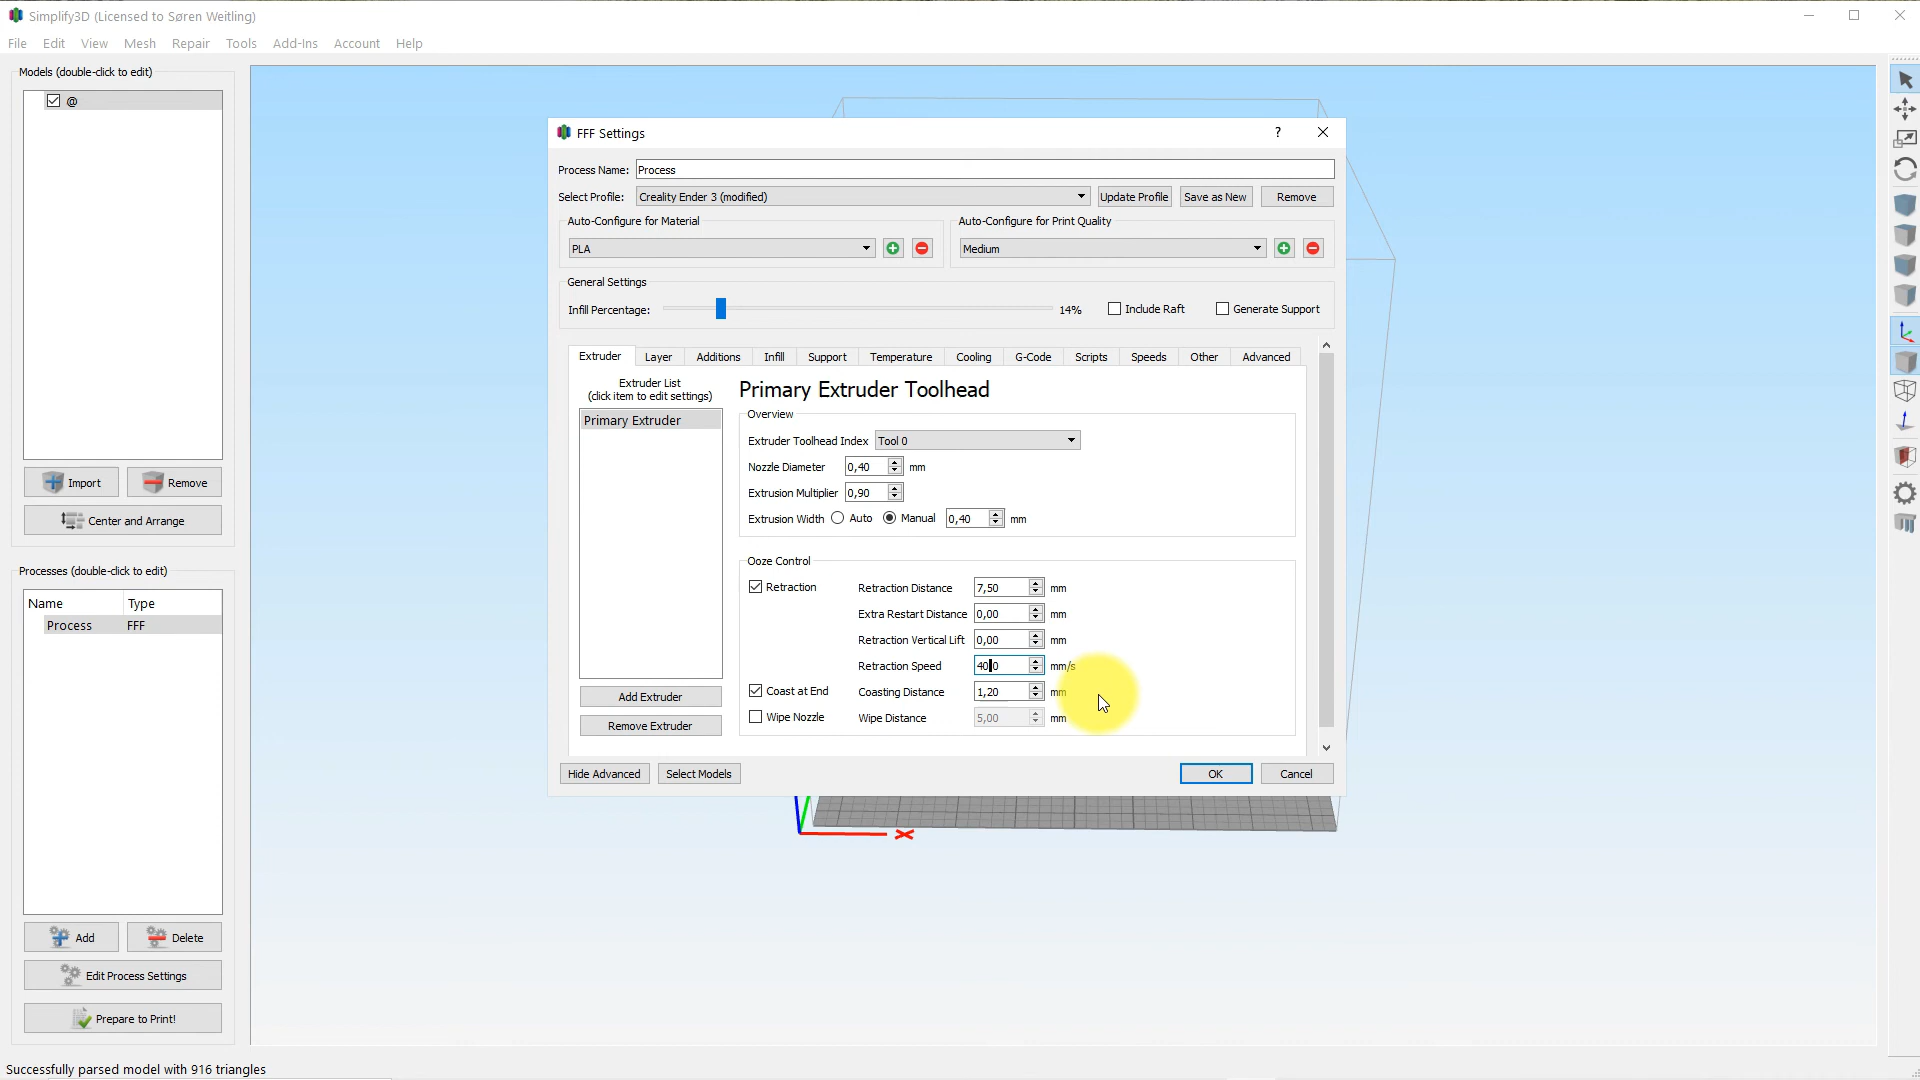 Simplify3D (Licensed to Søren Weitling)
File Edit View Mesh Repair Tools Add-Ins Account Help
Models (double-click to edit)
@
Import Remove
Center and Arrange
Processes (double-click to edit)
Name Type
Process FFF
Add Delete
Edit Process Settings
Prepare to Print!
Successfully parsed model with 916 triangles
FFF Settings ?
Process Name: Process
Select Profile: Creality Ender 3 (modified) Update Profile Save as New Remove
Auto-Configure for Material Auto-Configure for Print Quality
PLA Medium
General Settings
Infill Percentage: 14% Include Raft Generate Support
Extruder Layer Additions Infill Support Temperature Cooling G-Code Scripts Speeds Other Advanced
Extruder List
(click item to edit settings)
Primary Extruder
Add Extruder
Remove Extruder
Primary Extruder Toolhead
Overview
Extruder Toolhead Index Tool 0
Nozzle Diameter 0,40 mm
Extrusion Multiplier 0,90
Extrusion Width Auto Manual 0,40 mm
Ooze Control
Retraction Retraction Distance 7,50 mm
Extra Restart Distance 0,00 mm
Retraction Vertical Lift 0,00 mm
Retraction Speed 40,0 mm/s
Coast at End Coasting Distance 1,20 mm
Wipe Nozzle Wipe Distance 5,00 mm
Hide Advanced Select Models OK Cancel